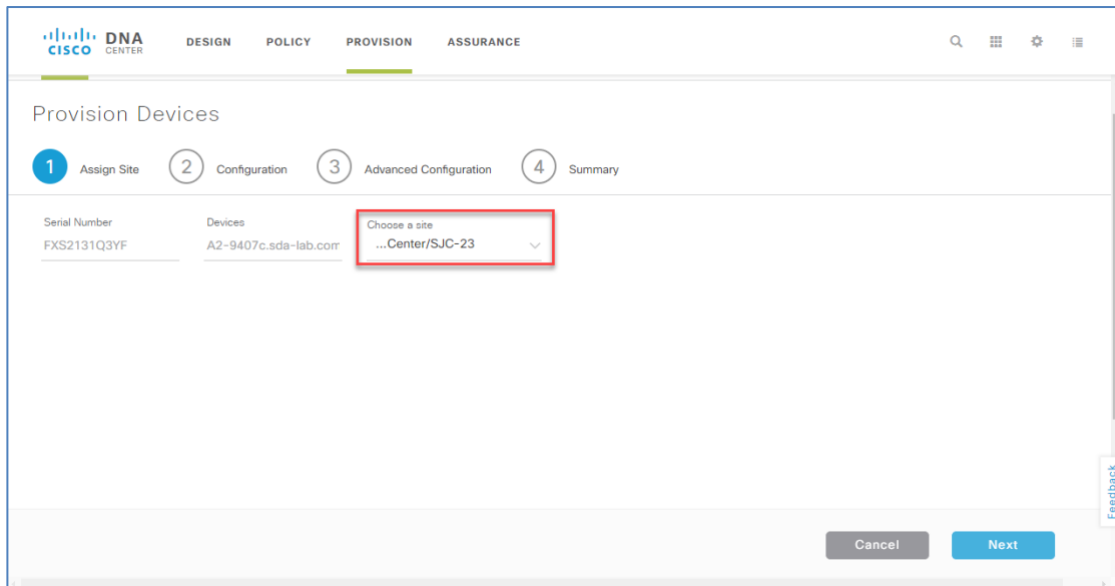 CISCO DNA CENTER DESIGN POLICY PROVISION ASSURANCE
Provision Devices
1 Assign Site 2 Configuration 3 Advanced Configuration 4 Summary
Serial Number Devices Choose a site
FXS2131Q3YF A2-9407c.sda-lab.com ...Center/SJC-23
Feedback
Cancel Next